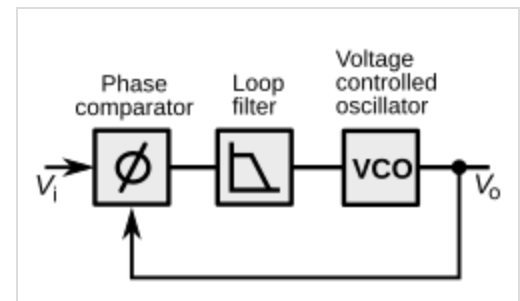 Phase
comparator
Loop
filter
Voltage
controlled
oscillator
Vi
ϕ
VCO
Vo